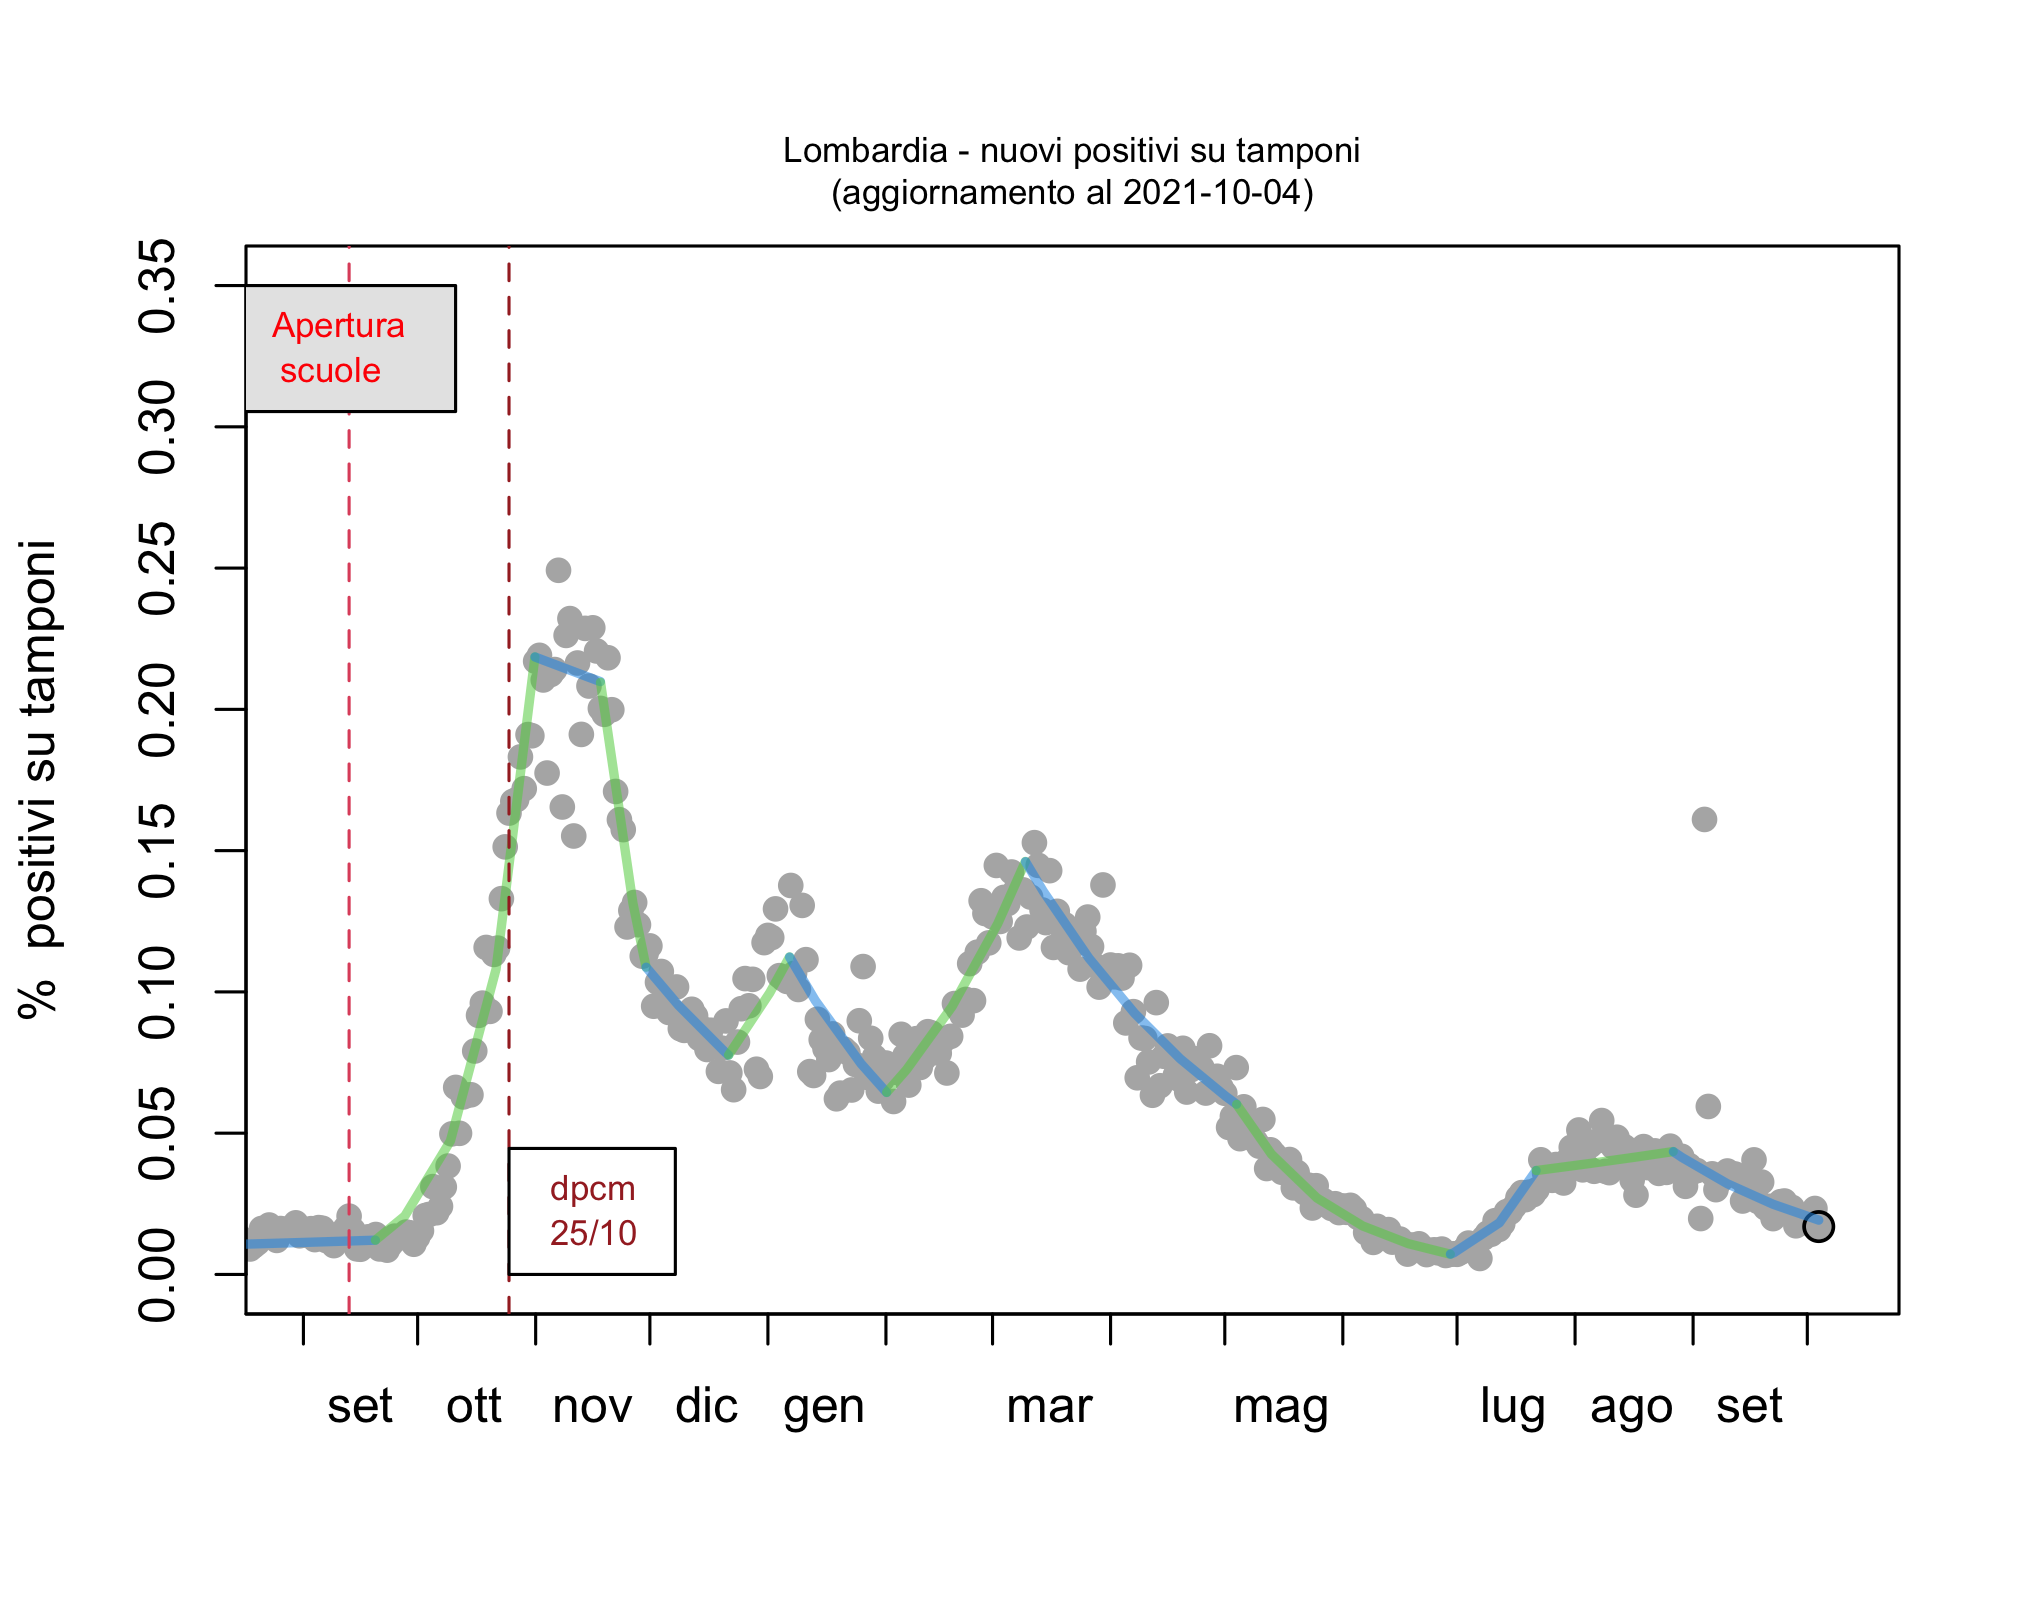 Lombardia - nuovi positivi su tamponi
(aggiornamento al 2021-10-04)
% positivi su tamponi
0.35
0.30
0.25
0.20
0.15
0.10
0.05
0.00
Apertura
scuole
dpcm
25/10
set ott nov dic gen mar mag lug ago set